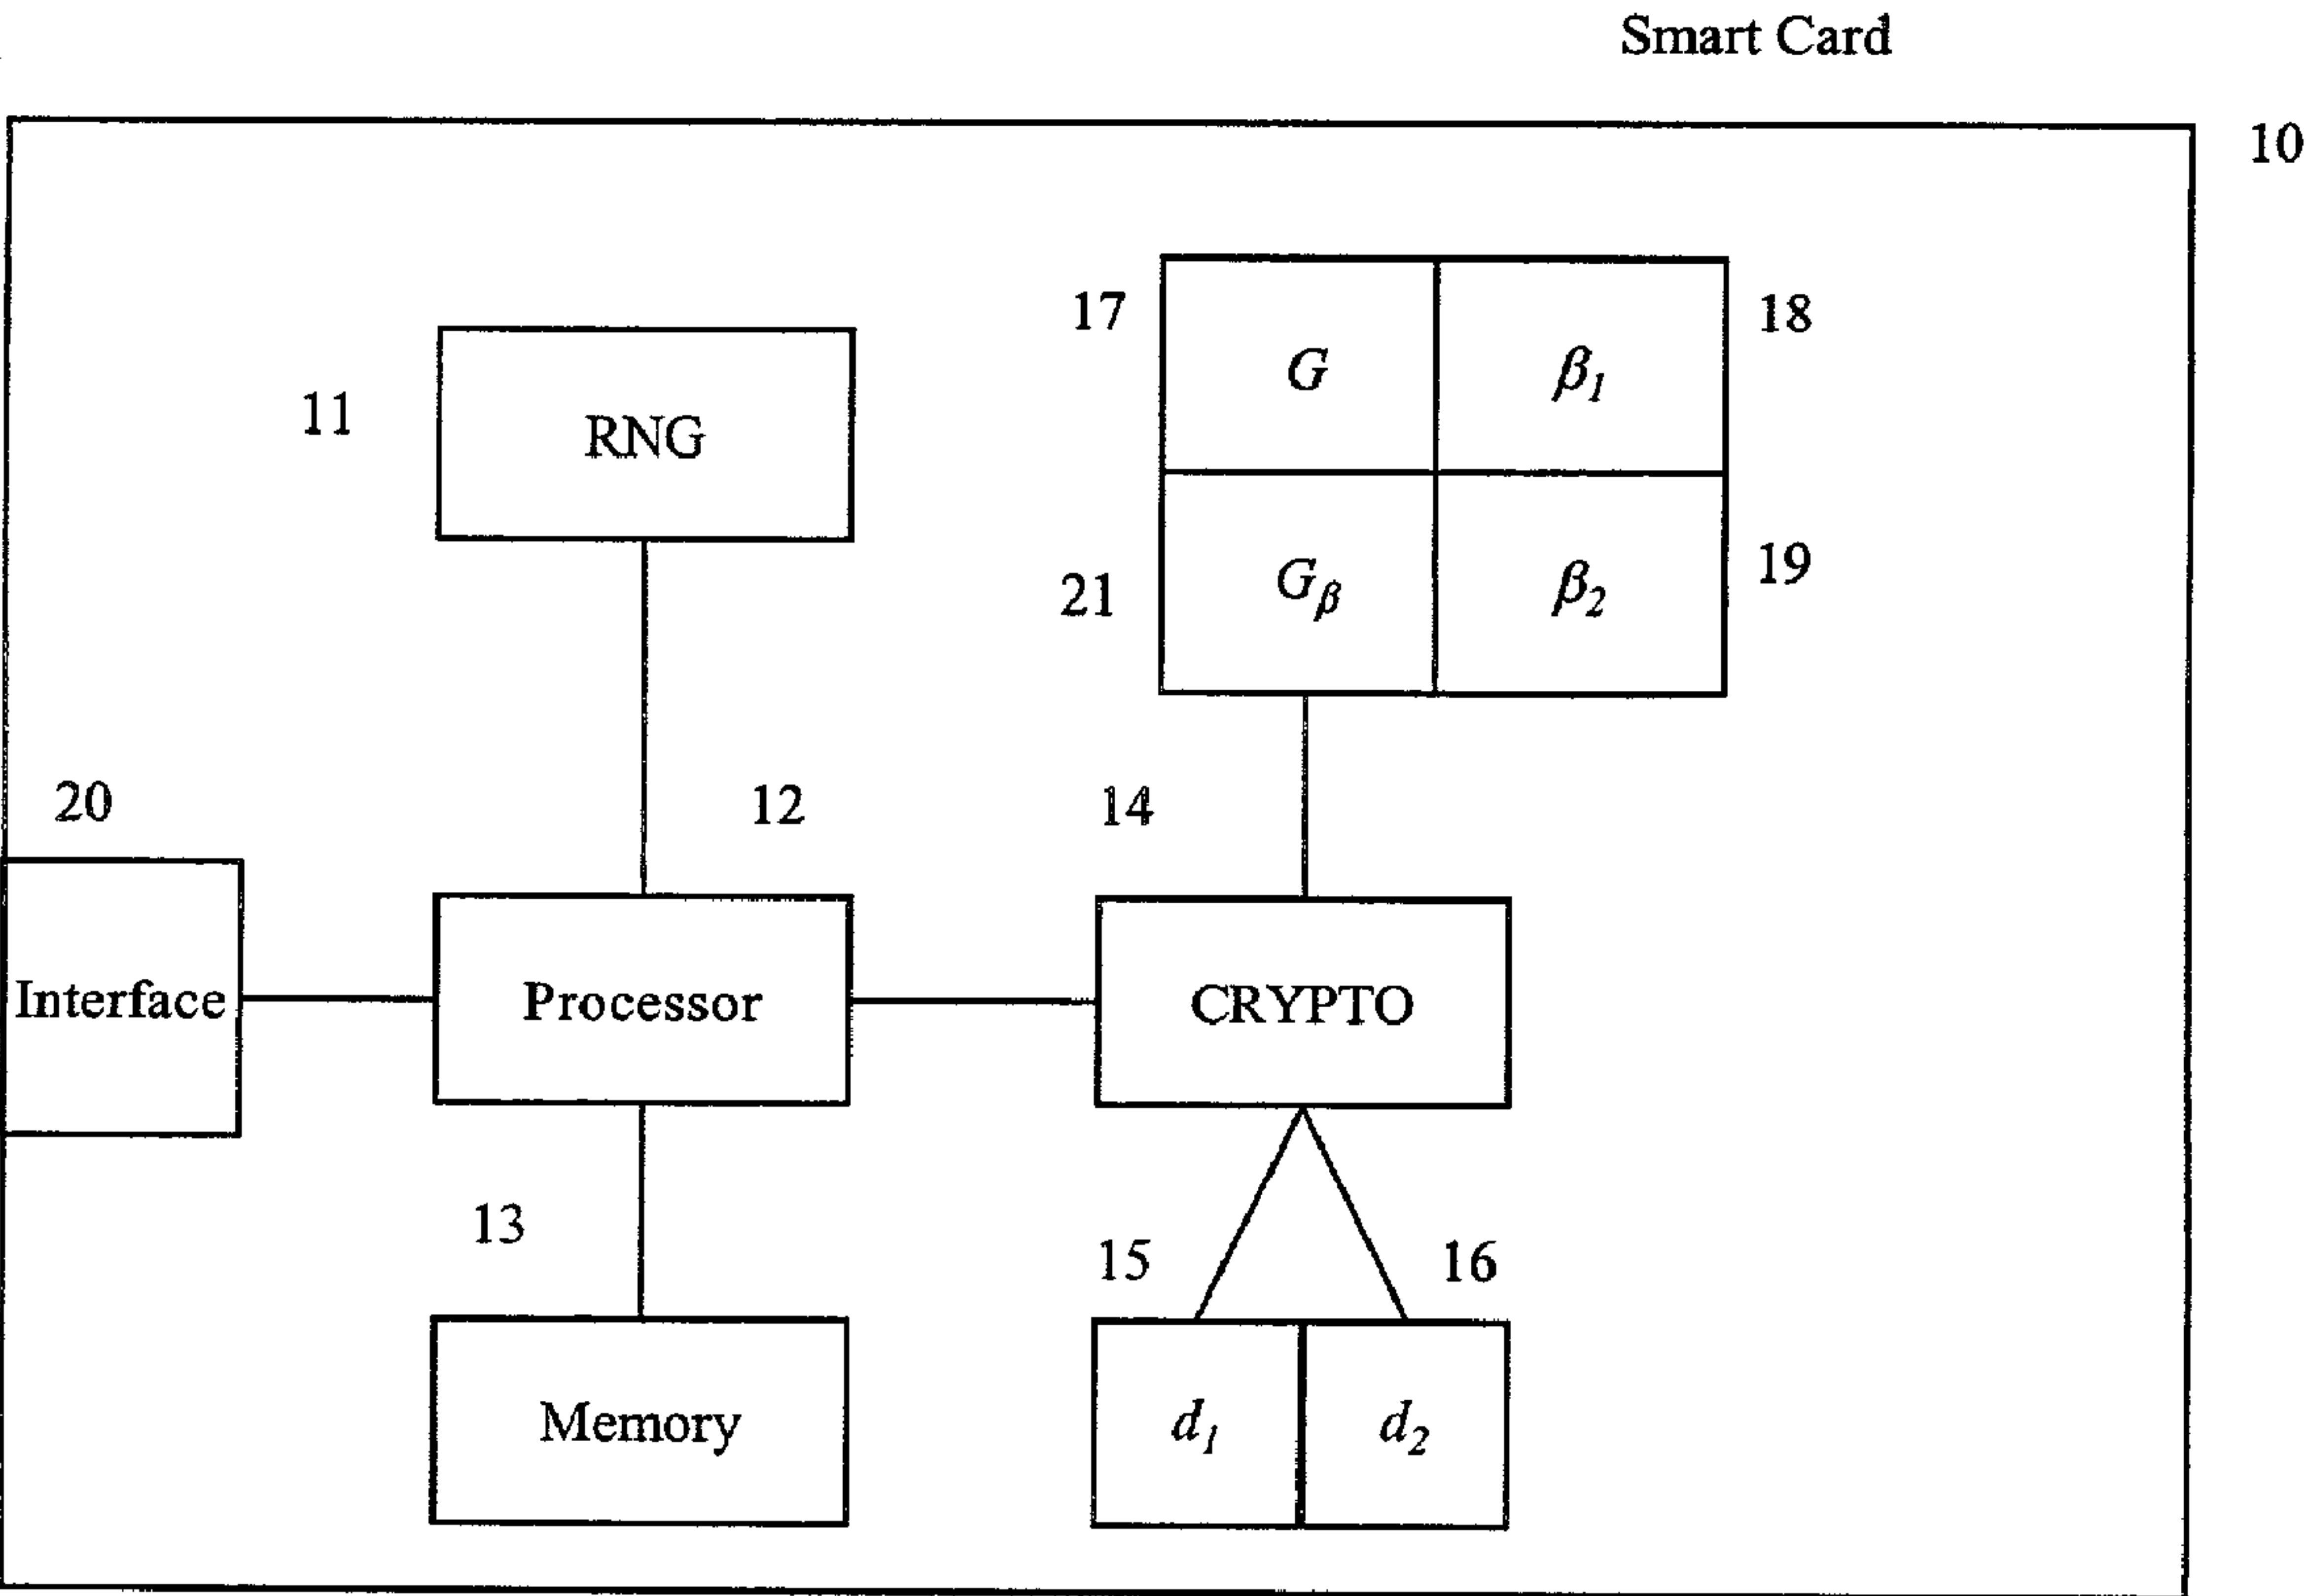 Smart Card
10
17
G
β1
18
11
RNG
21
Gβ
β2
19
20
12
14
Interface
Processor
CRYPTO
13
15
16
Memory
d1
d2